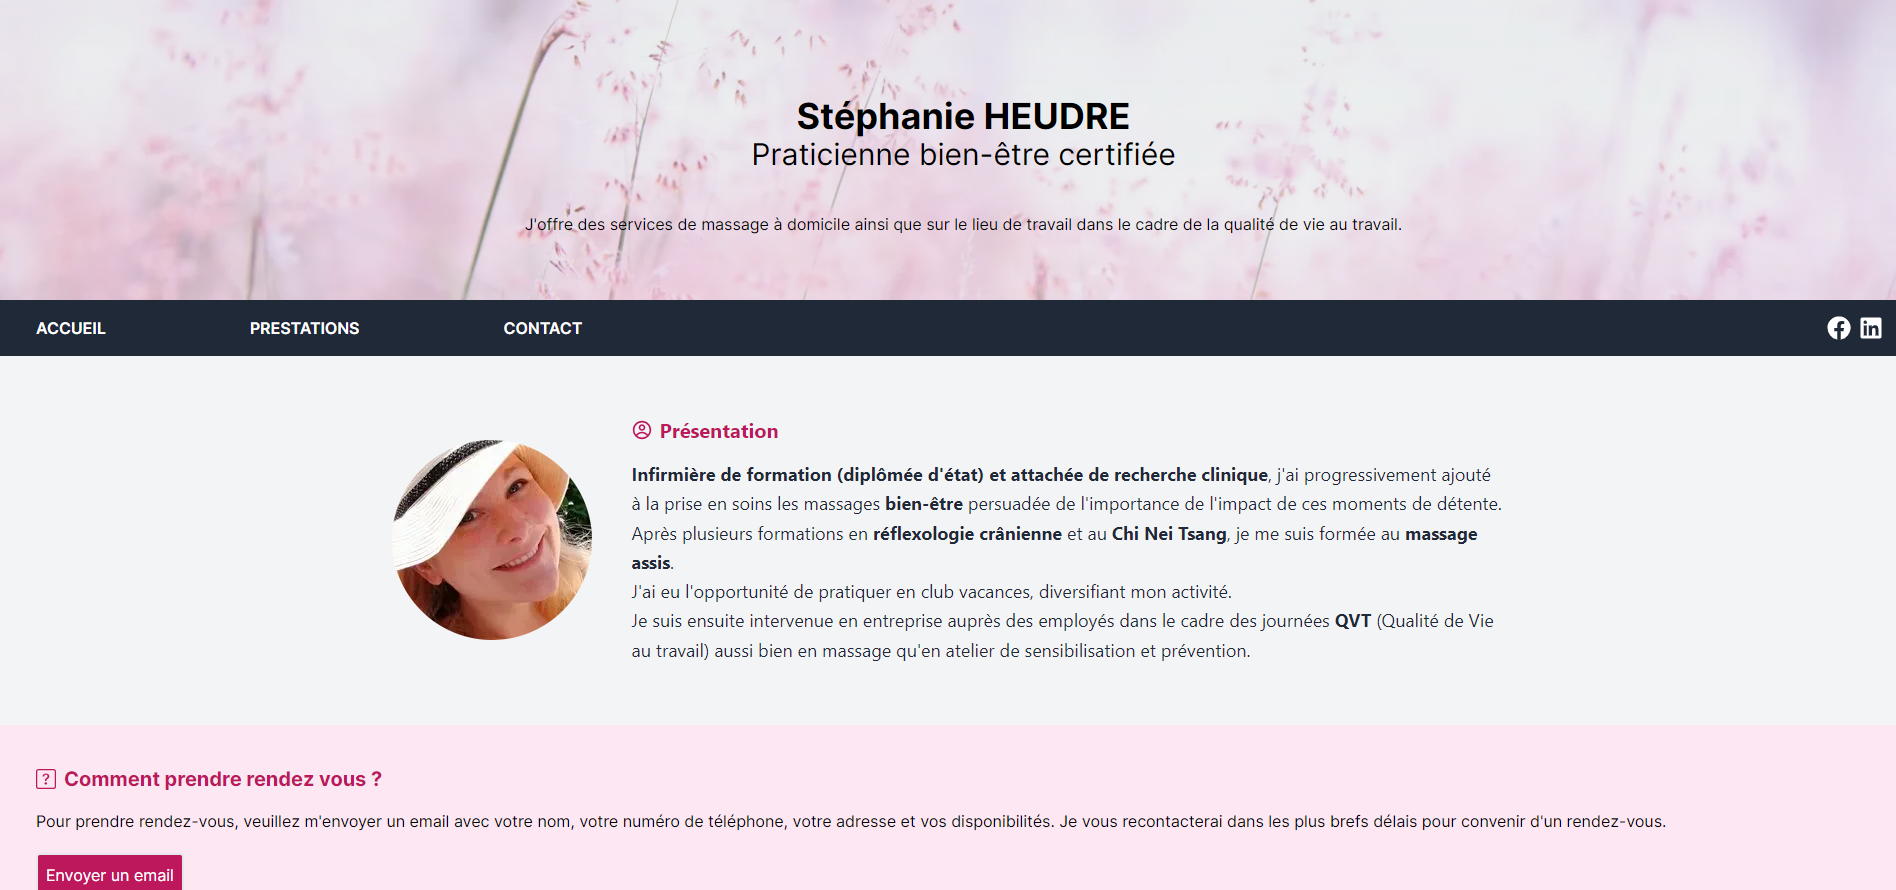 Stéphanie HEUDRE
Praticienne bien-être certifiée
J'offre des services de massage à domicile ainsi que sur le lieu de travail dans le cadre de la qualité de vie au travail.
ACCUEIL PRESTATIONS CONTACT
Présentation
Infirmière de formation (diplômée d'état) et attachée de recherche clinique, j'ai progressivement ajouté
à la prise en soins les massages bien-être persuadée de l'importance de l'impact de ces moments de détente.
Après plusieurs formations en réflexologie crânienne et au Chi Nei Tsang, je me suis formée au massage
assis.
J'ai eu l'opportunité de pratiquer en club vacances, diversifiant mon activité.
Je suis ensuite intervenue en entreprise auprès des employés dans le cadre des journées QVT (Qualité de Vie
au travail) aussi bien en massage qu'en atelier de sensibilisation et prévention.
Comment prendre rendez vous ?
Pour prendre rendez-vous, veuillez m'envoyer un email avec votre nom, votre numéro de téléphone, votre adresse et vos disponibilités. Je vous recontacterai dans les plus brefs délais pour convenir d'un rendez-vous.
Envoyer un email